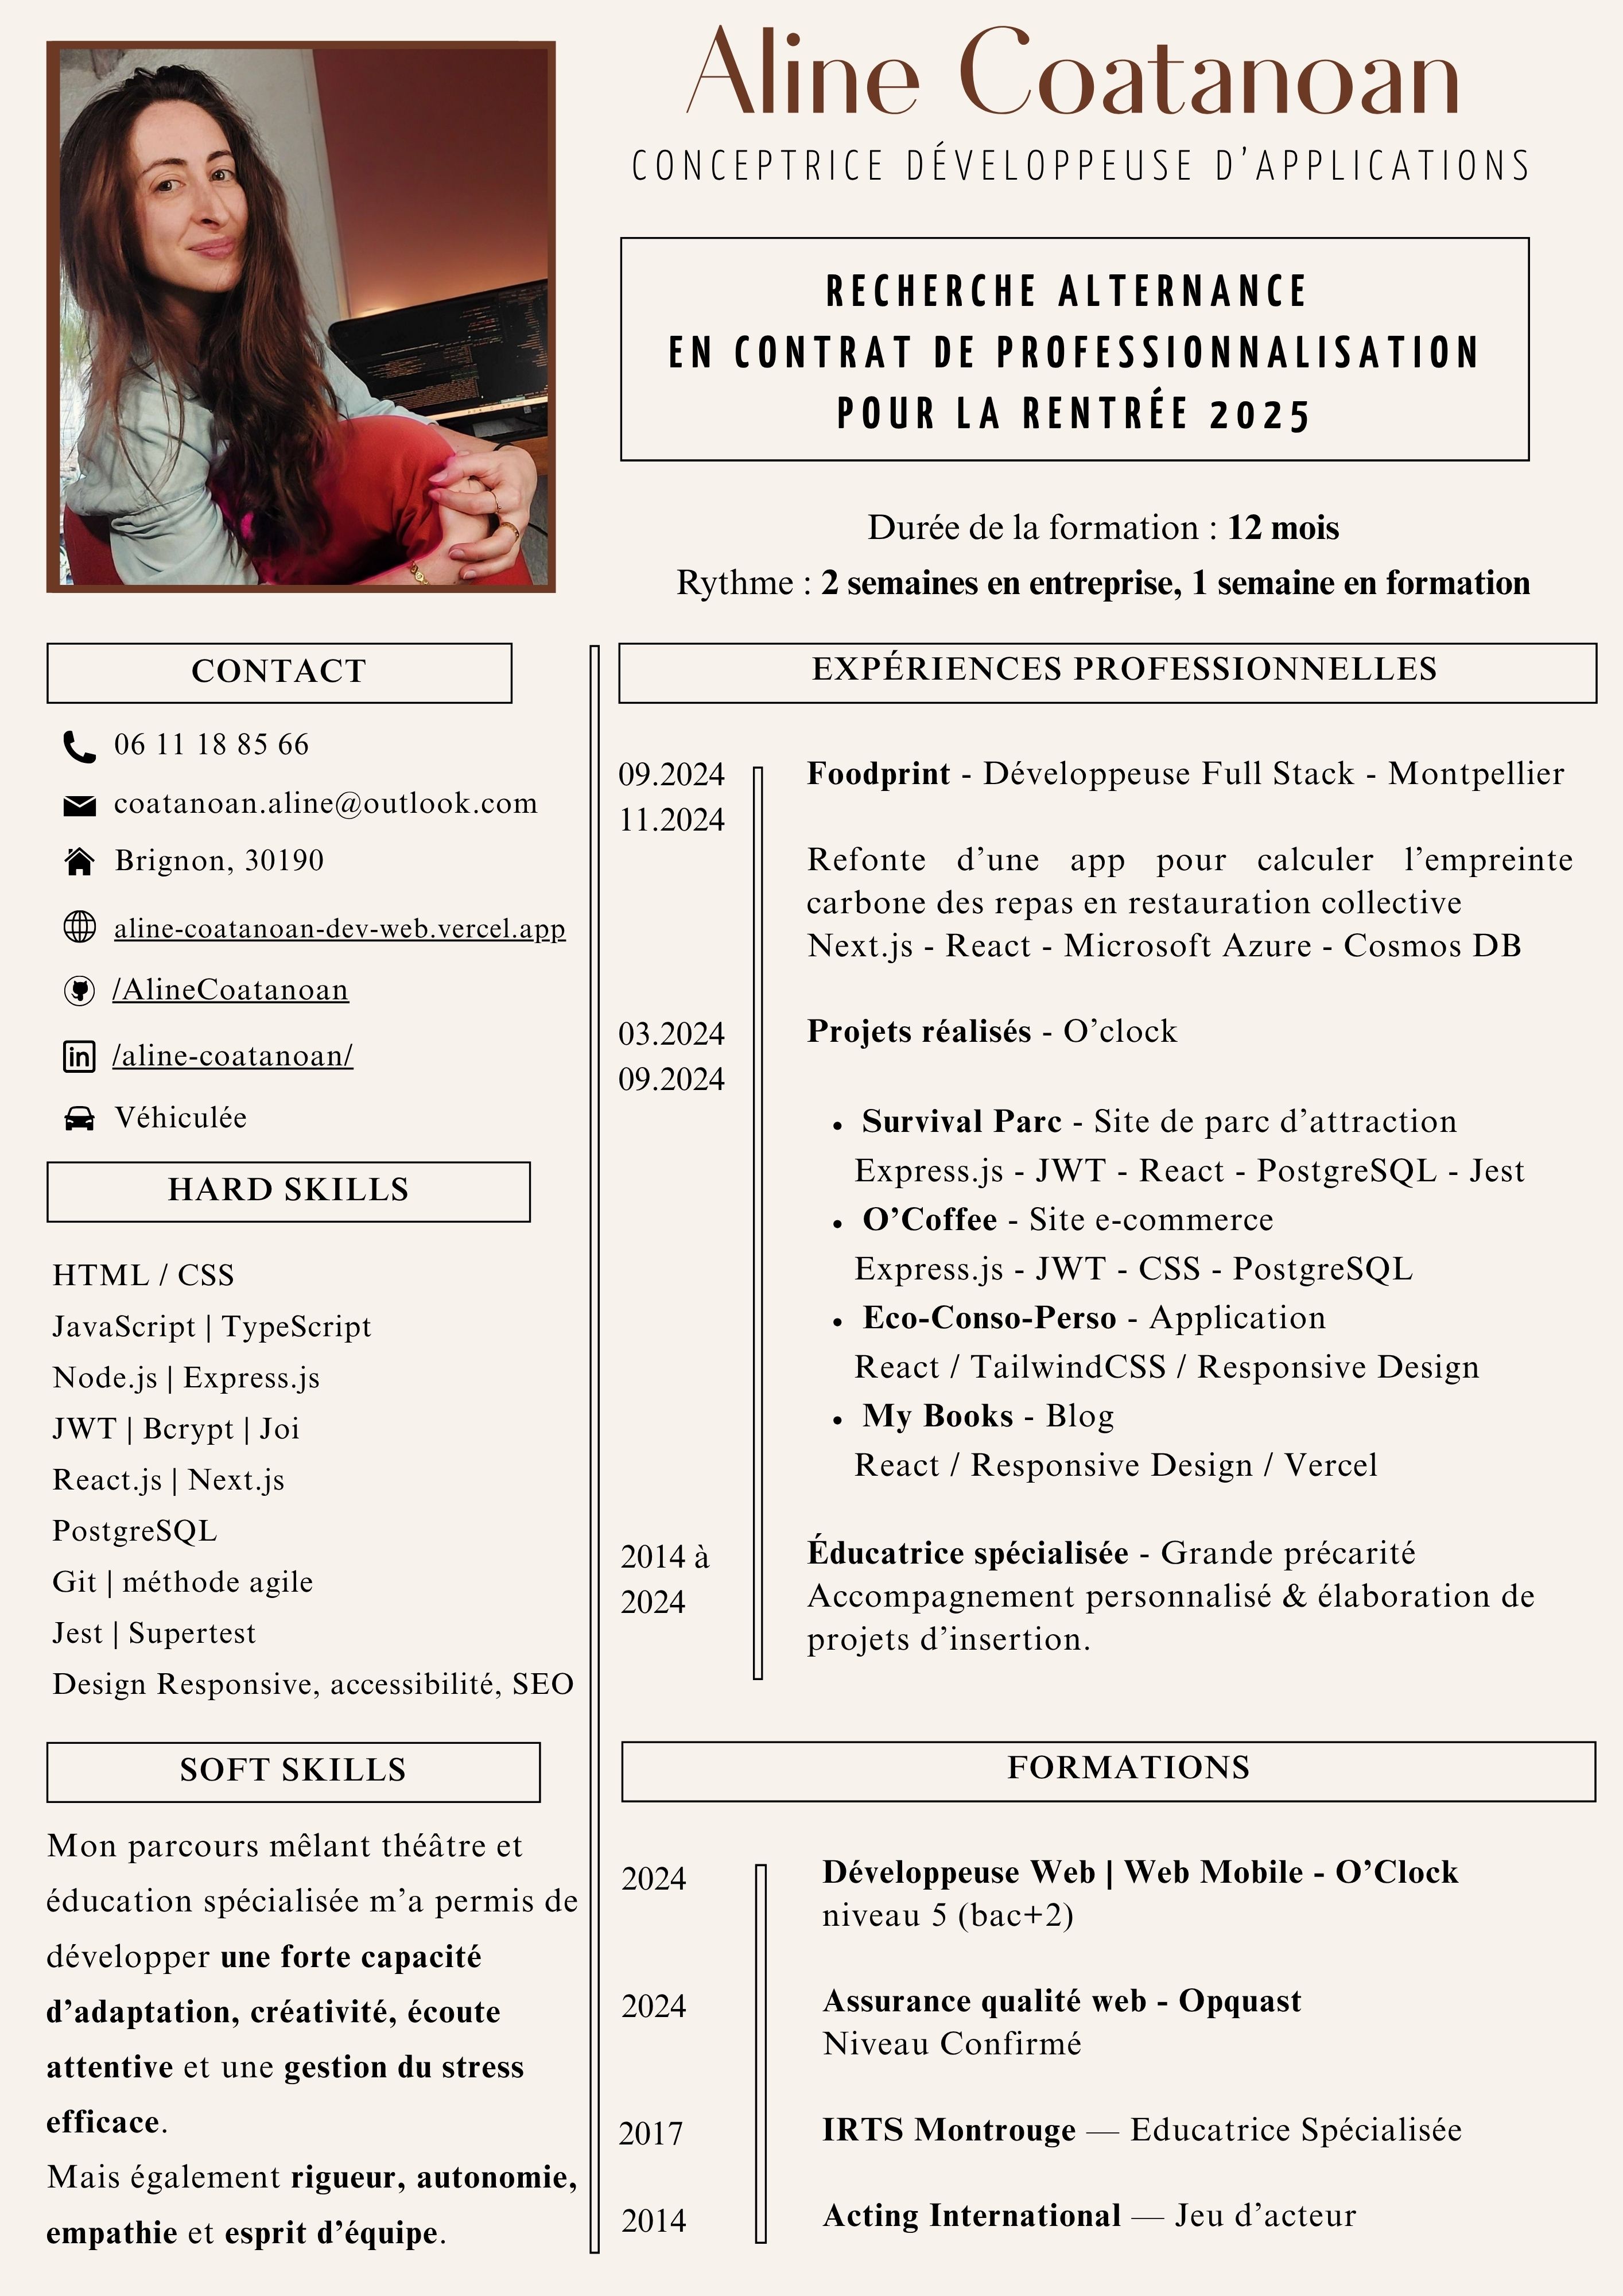 Aline Coatanoan
CONCEPTRICE DÉVELOPPEUSE D’APPLICATIONS
RECHERCHE ALTERNANCE
EN CONTRAT DE PROFESSIONNALISATION
POUR LA RENTRÉE 2025
Durée de la formation : 12 mois
Rythme : 2 semaines en entreprise, 1 semaine en formation
CONTACT
06 11 18 85 66
coatanoan.aline@outlook.com
Brignon, 30190
aline-coatanoan-dev-web.vercel.app
/AlineCoatanoan
/aline-coatanoan/
Véhiculée
HARD SKILLS
HTML / CSS
JavaScript | TypeScript
Node.js | Express.js
JWT | Bcrypt | Joi
React.js | Next.js
PostgreSQL
Git | méthode agile
Jest | Supertest
Design Responsive, accessibilité, SEO
SOFT SKILLS
Mon parcours mêlant théâtre et
éducation spécialisée m’a permis de
développer une forte capacité
d’adaptation, créativité, écoute
attentive et une gestion du stress
efficace.
Mais également rigueur, autonomie,
empathie et esprit d’équipe.
EXPÉRIENCES PROFESSIONNELLES
09.2024
11.2024
Foodprint - Développeuse Full Stack - Montpellier
Refonte d’une app pour calculer l’empreinte
carbone des repas en restauration collective
Next.js - React - Microsoft Azure - Cosmos DB
03.2024
09.2024
Projets réalisés - O’clock
• Survival Parc - Site de parc d’attraction
Express.js - JWT - React - PostgreSQL - Jest
• O’Coffee - Site e-commerce
Express.js - JWT - CSS - PostgreSQL
• Eco-Conso-Perso - Application
React / TailwindCSS / Responsive Design
• My Books - Blog
React / Responsive Design / Vercel
2014 à
2024
Éducatrice spécialisée - Grande précarité
Accompagnement personnalisé & élaboration de
projets d’insertion.
FORMATIONS
2024
Développeuse Web | Web Mobile - O’Clock
niveau 5 (bac+2)
2024
Assurance qualité web - Opquast
Niveau Confirmé
2017
IRTS Montrouge — Educatrice Spécialisée
2014
Acting International — Jeu d’acteur